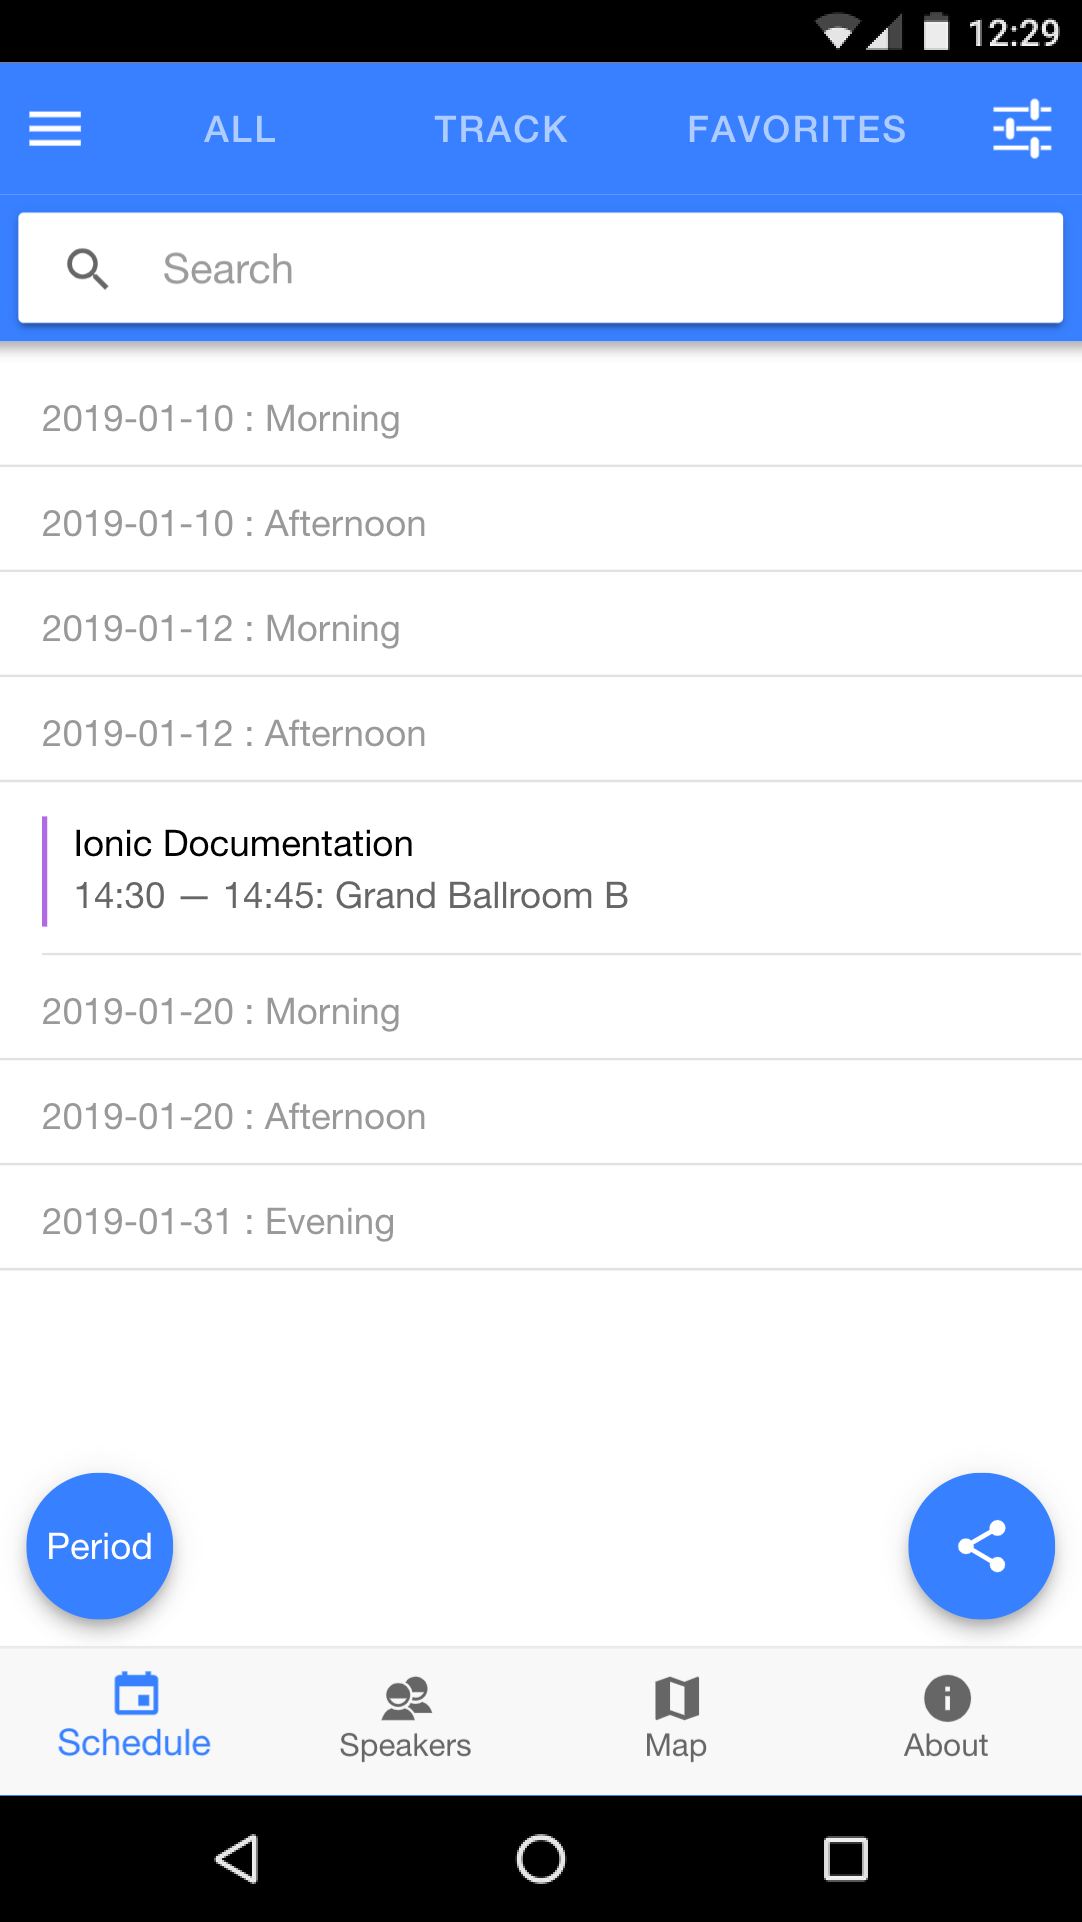 12:29
ALL TRACK FAVORITES
Search
2019-01-10 : Morning
2019-01-10 : Afternoon
2019-01-12 : Morning
2019-01-12 : Afternoon
Ionic Documentation
14:30 — 14:45: Grand Ballroom B
2019-01-20 : Morning
2019-01-20 : Afternoon
2019-01-31 : Evening
Period
Schedule Speakers Map About